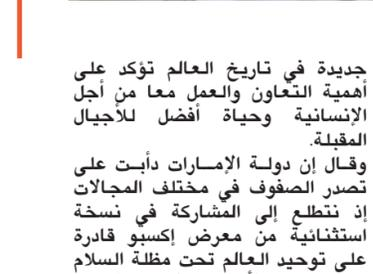 جديدة في تاريخ العالم تؤكد على
أهمية التعاون والعمل معا من أجل
الإنسانية وحياة أفضل للأجيال
المقبلة.
وقال إن دولة الإمارات دأبت على
تصدر الصفوف في مختلف المجالات
إذ نتطلع إلى المشاركة في نسخة
استثنائية من معرض إكسبو قادرة
على توحيد العالم تحت مظلة السلام